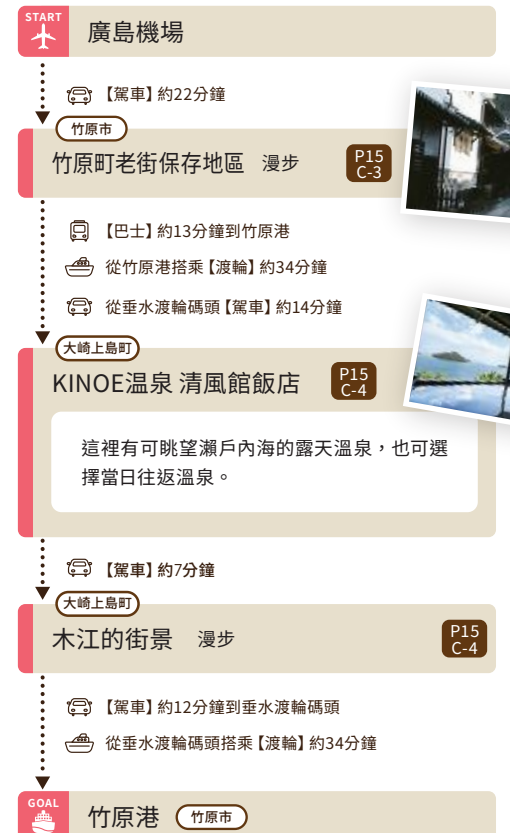 START
廣島機場
【駕車】約22分鐘
竹原市
竹原町老街保存地區 漫步
P15
C-3
【巴士】約13分鐘到竹原港
從竹原港搭乘【渡輪】約34分鐘
從垂水渡輪碼頭【駕車】約14分鐘
大崎上島町
KINOE温泉 清風館飯店
P15
C-4
這裡有可眺望瀨戶內海的露天溫泉，也可選
擇當日往返溫泉。
【駕車】約7分鐘
大崎上島町
木江的街景 漫步
P15
C-4
【駕車】約12分鐘到垂水渡輪碼頭
從垂水渡輪碼頭搭乘【渡輪】約34分鐘
GOAL
竹原港 竹原市